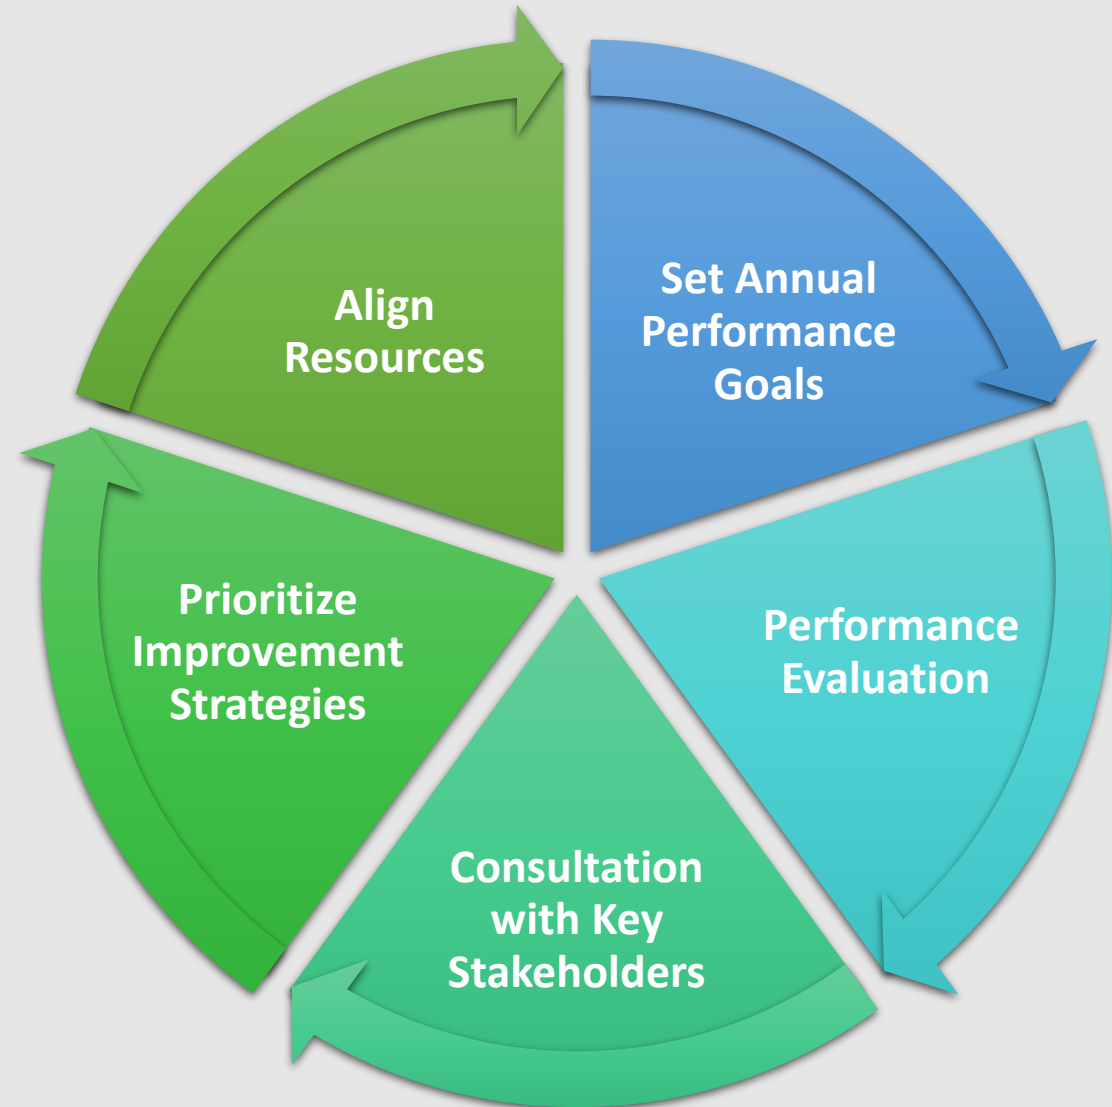 Set Annual
Performance
Goals
Performance
Evaluation
Consultation
with Key
Stakeholders
Prioritize
Improvement
Strategies
Align
Resources